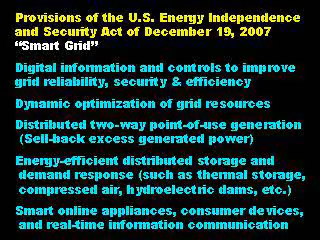 Provisions of the U.S. Energy Independence
and Security Act of December 19, 2007
“Smart Grid”
Digital information and controls to improve
grid reliability, security & efficiency
Dynamic optimization of grid resources
Distributed two-way point-of-use generation
(Sell-back excess generated power)
Energy-efficient distributed storage and
demand response (such as thermal storage,
compressed air, hydroelectric dams, etc.)
Smart online appliances, consumer devices,
and real-time information communication